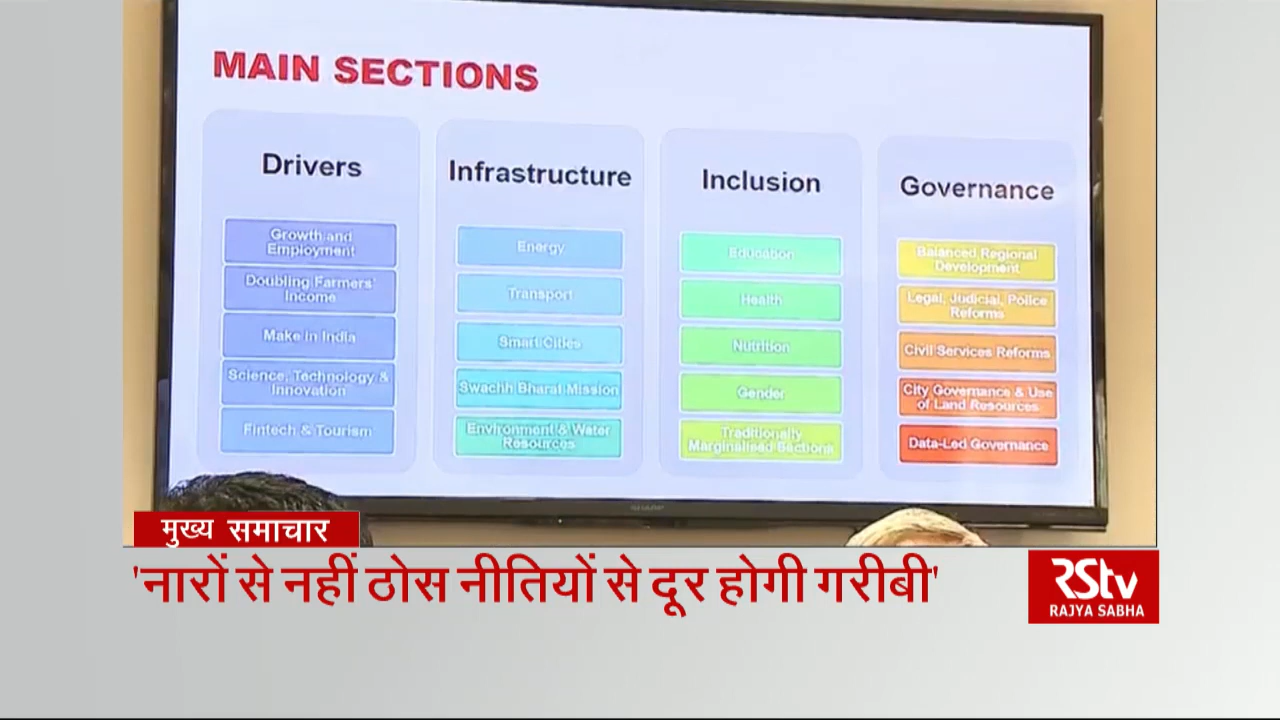 MAIN SECTIONS
Drivers
Growth and
Employment
Doubling Farmers'
Income
Make in India
Science, Technology &
Innovation
Fintech & Tourism
Infrastructure
Energy
Transport
Smart Cities
Swachh Bharat Mission
Environment & Water
Resources
Inclusion
Education
Health
Nutrition
Gender
Traditionally
Marginalised Sections
Governance
Balanced Regional
Development
Legal, Judicial, Police
Reforms
Civil Services Reforms
City Governance & Use
of Land Resources
Data-Led Governance
SHARP
मुख्य समाचार
'नारों से नहीं ठोस नीतियों से दूर होगी गरीबी'
RStv
RAJYA SABHA